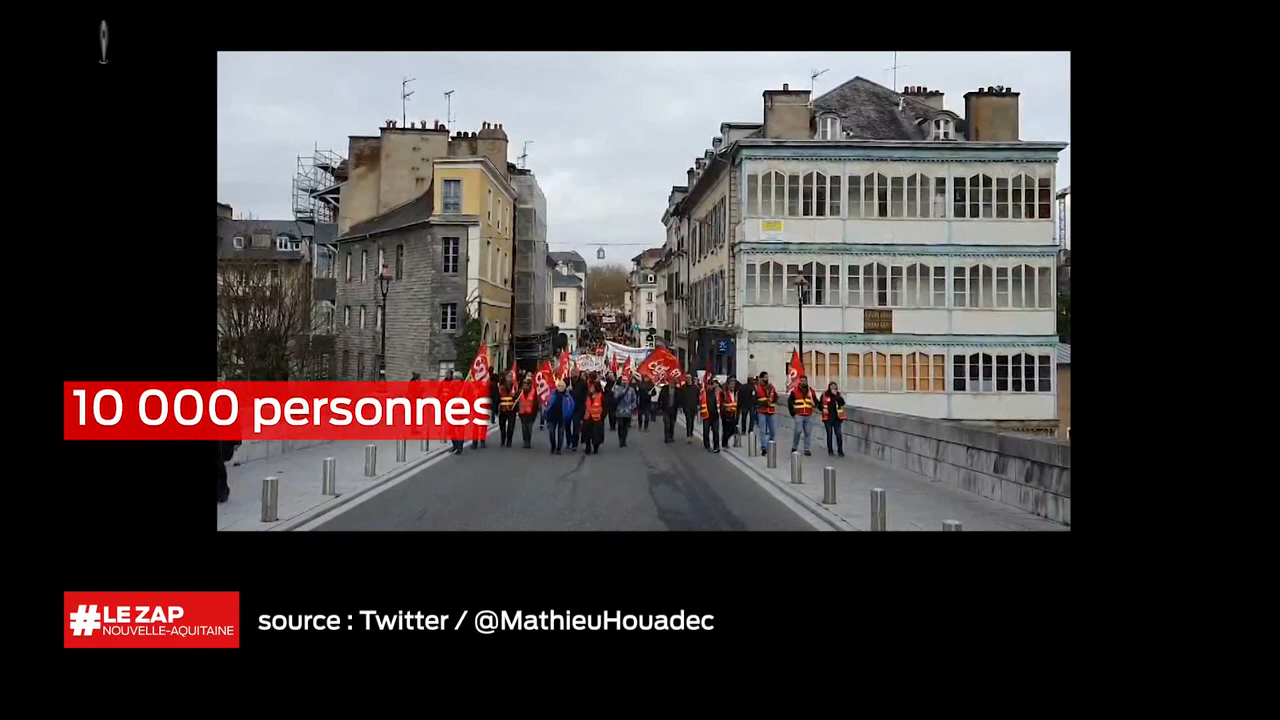 10 000 personnes
#LE ZAP
NOUVELLE-AQUITAINE
source : Twitter / @MathieuHouadec